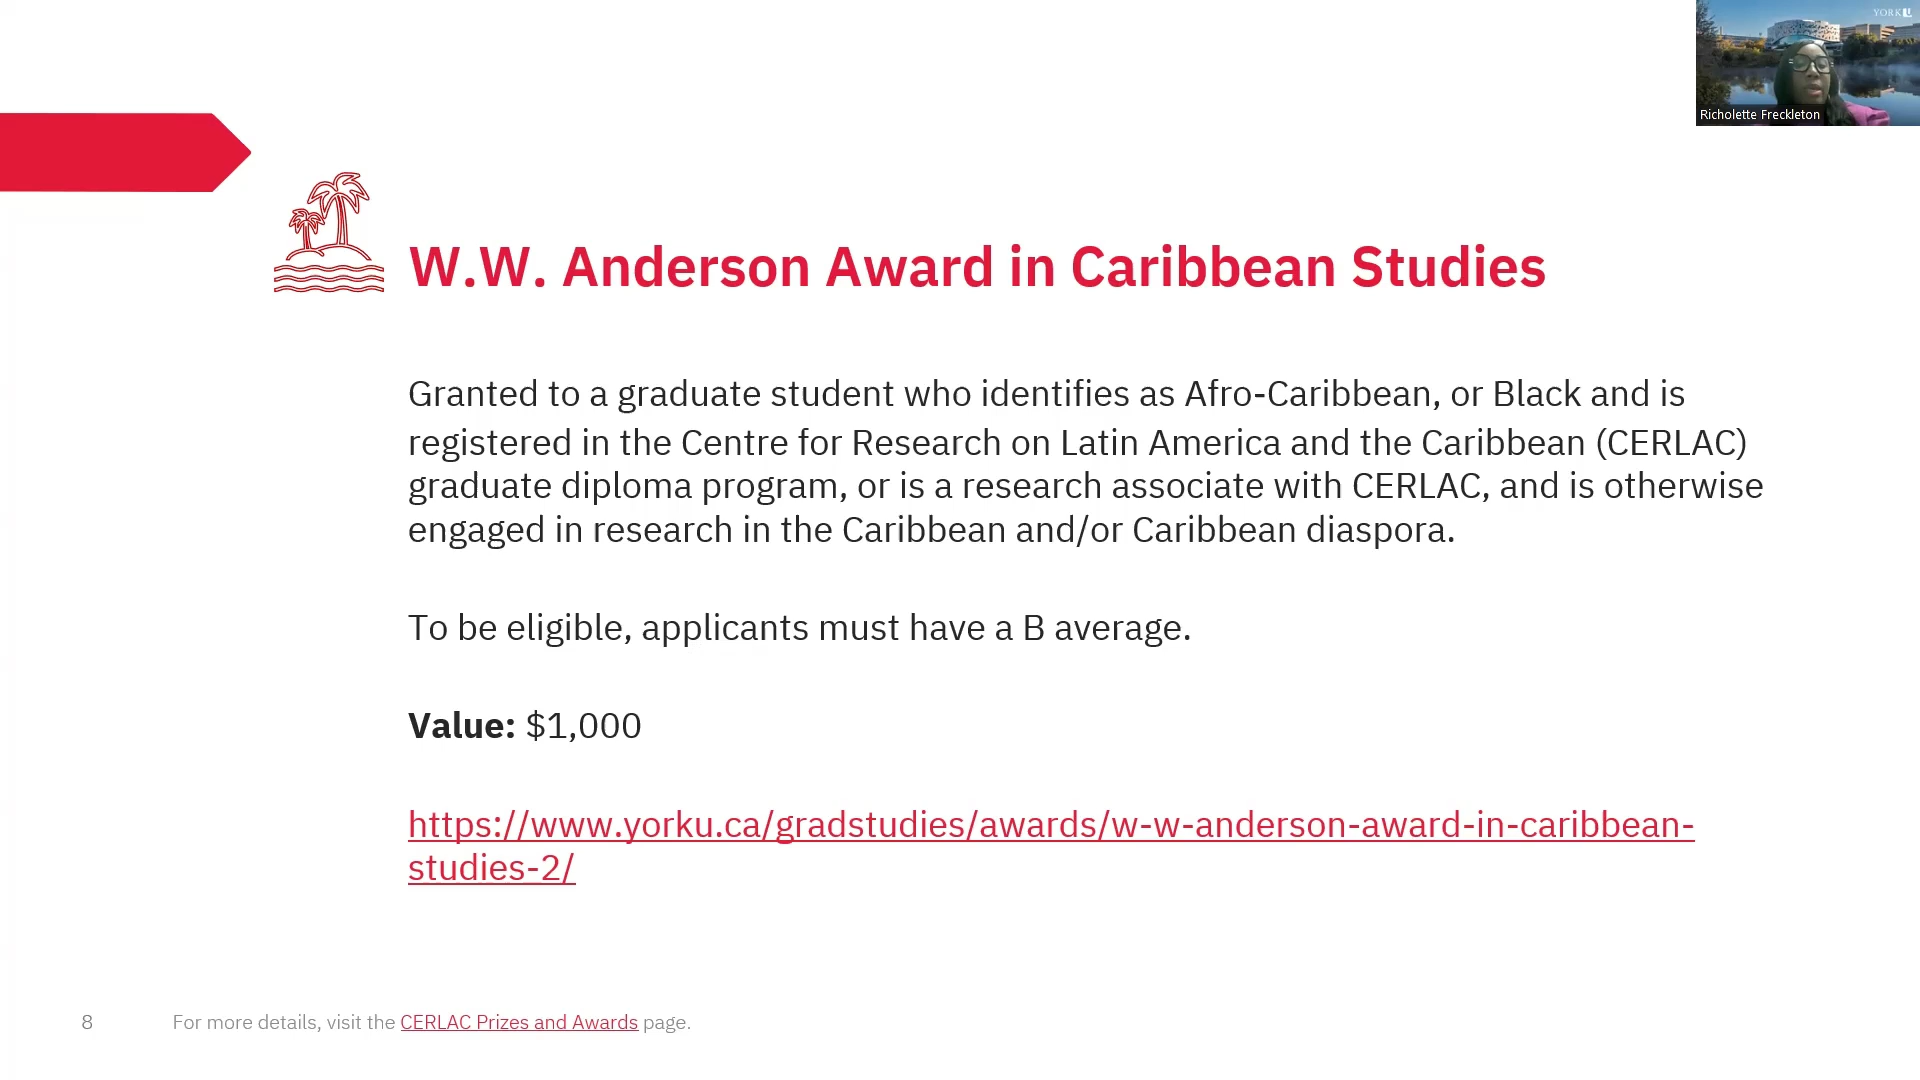 YORK U
Richolette Freckleton
W.W. Anderson Award in Caribbean Studies
Granted to a graduate student who identifies as Afro-Caribbean, or Black and is
registered in the Centre for Research on Latin America and the Caribbean (CERLAC)
graduate diploma program, or is a research associate with CERLAC, and is otherwise
engaged in research in the Caribbean and/or Caribbean diaspora.
To be eligible, applicants must have a B average.
Value: $1,000
https://www.yorku.ca/gradstudies/awards/w-w-anderson-award-in-caribbean-
studies-2/
8
For more details, visit the CERLAC Prizes and Awards page.